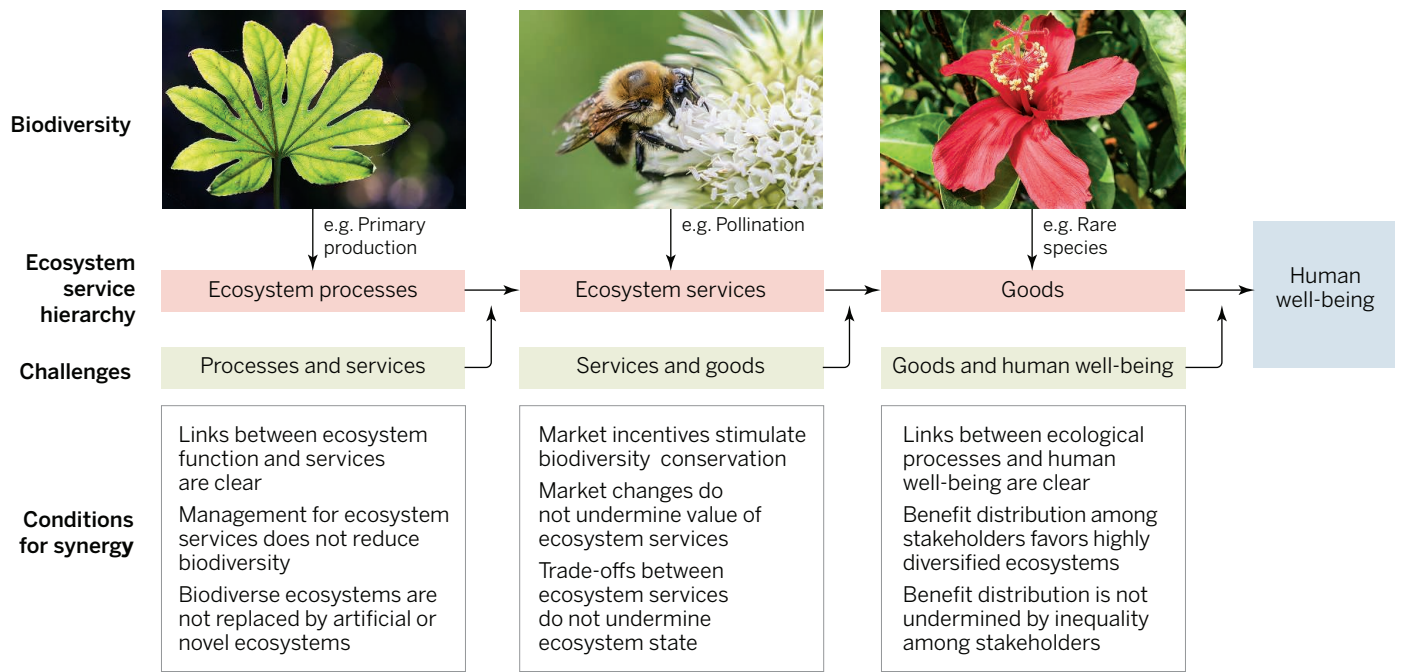 Biodiversity
e.g. Primary
production
e.g. Pollination
e.g. Rare
species
Ecosystem
service
hierarchy
Ecosystem processes
Ecosystem services
Goods
Human
well-being
Challenges
Processes and services
Services and goods
Goods and human well-being
Conditions
for synergy
Links between ecosystem
function and services
are clear
Management for ecosystem
services does not reduce
biodiversity
Biodiverse ecosystems are
not replaced by artificial or
novel ecosystems
Market incentives stimulate
biodiversity conservation
Market changes do
not undermine value of
ecosystem services
Trade-offs between
ecosystem services
do not undermine
ecosystem state
Links between ecological
processes and human
well-being are clear
Benefit distribution among
stakeholders favors highly
diversified ecosystems
Benefit distribution is not
undermined by inequality
among stakeholders